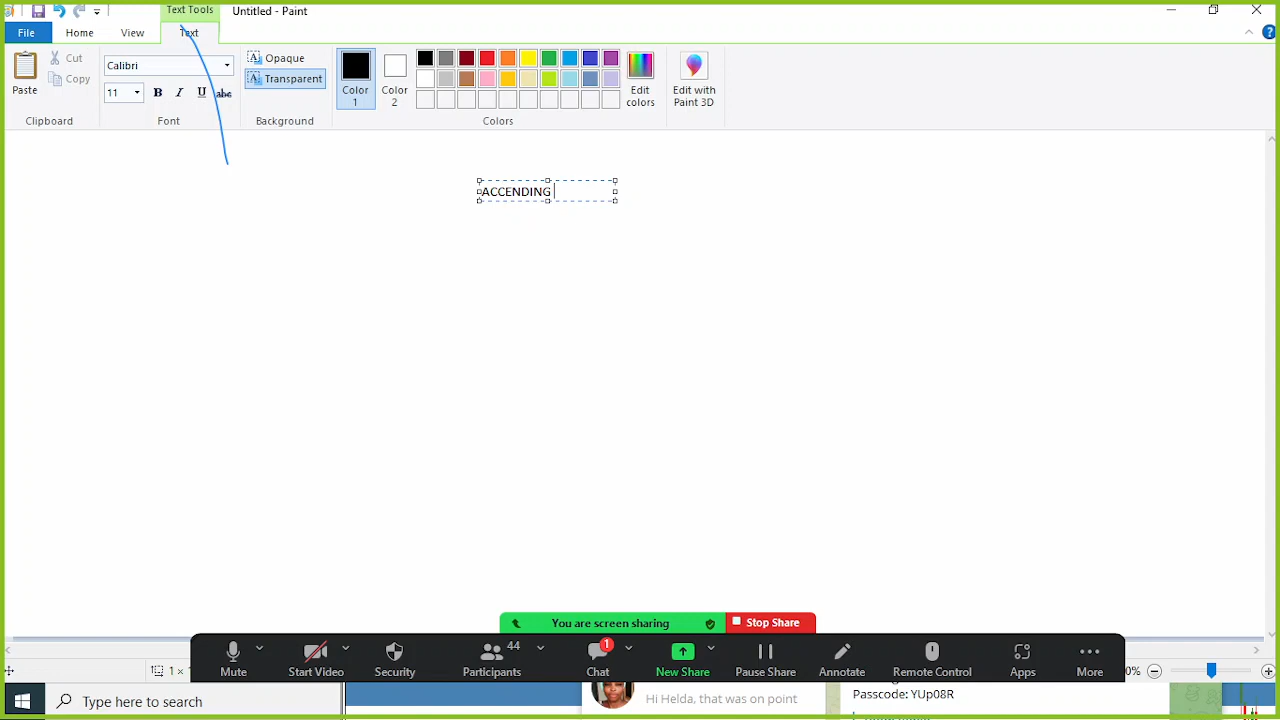 Text Tools
Untitled - Paint
File
Home
View
Text
Paste
Cut
Copy
Clipboard
Calibri
11
B
I
U
abc
Font
Opaque
Transparent
Background
Color 1
Color 2
Edit colors
Colors
Edit with Paint 3D
ACCENDING
You are screen sharing
Stop Share
Mute
Start Video
Security
44
Participants
1
Chat
New Share
Pause Share
Annotate
Remote Control
Apps
More
1 ×
0%
Type here to search
Hi Helda, that was on point
Passcode: YUp08R